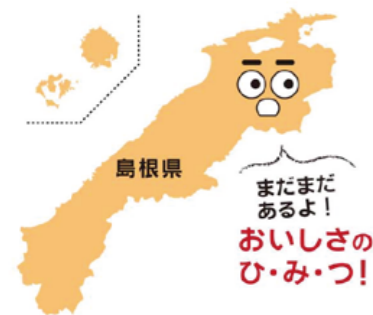 島根県
まだまだ
あるよ！
おいしさの
ひ・み・つ！